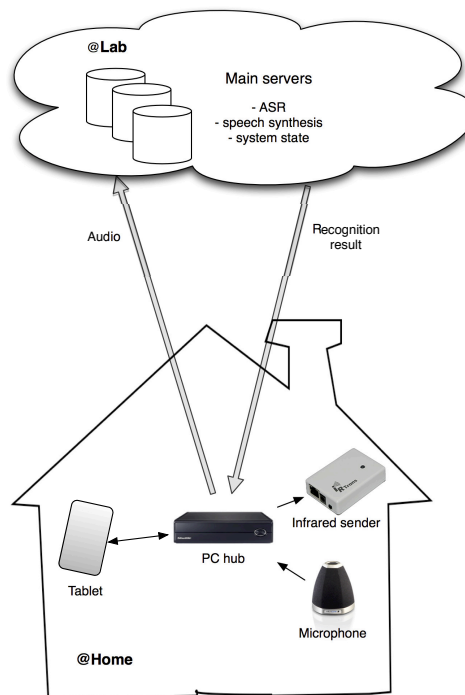 @Lab
Main servers
- ASR
- speech synthesis
- system state
Audio
Recognition
result
Infrared sender
PC hub
Tablet
Microphone
@Home